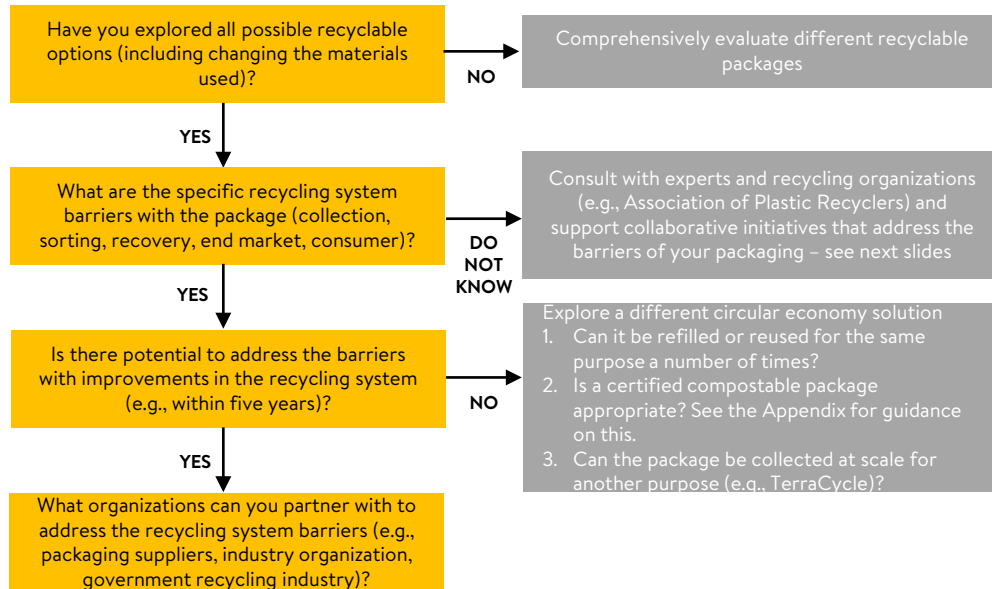 Have you explored all possible recyclable
options (including changing the materials
used)?
NO
Comprehensively evaluate different recyclable
packages
YES
What are the specific recycling system
barriers with the package (collection,
sorting, recovery, end market, consumer)?
DO
NOT
KNOW
Consult with experts and recycling organizations
(e.g., Association of Plastic Recyclers) and
support collaborative initiatives that address the
barriers of your packaging – see next slides
YES
Is there potential to address the barriers
with improvements in the recycling system
(e.g., within five years)?
NO
Explore a different circular economy solution
1. Can it be refilled or reused for the same
purpose a number of times?
2. Is a certified compostable package
appropriate? See the Appendix for guidance
on this.
3. Can the package be collected at scale for
another purpose (e.g., TerraCycle)?
YES
What organizations can you partner with to
address the recycling system barriers (e.g.,
packaging suppliers, industry organization,
government recycling industry)?